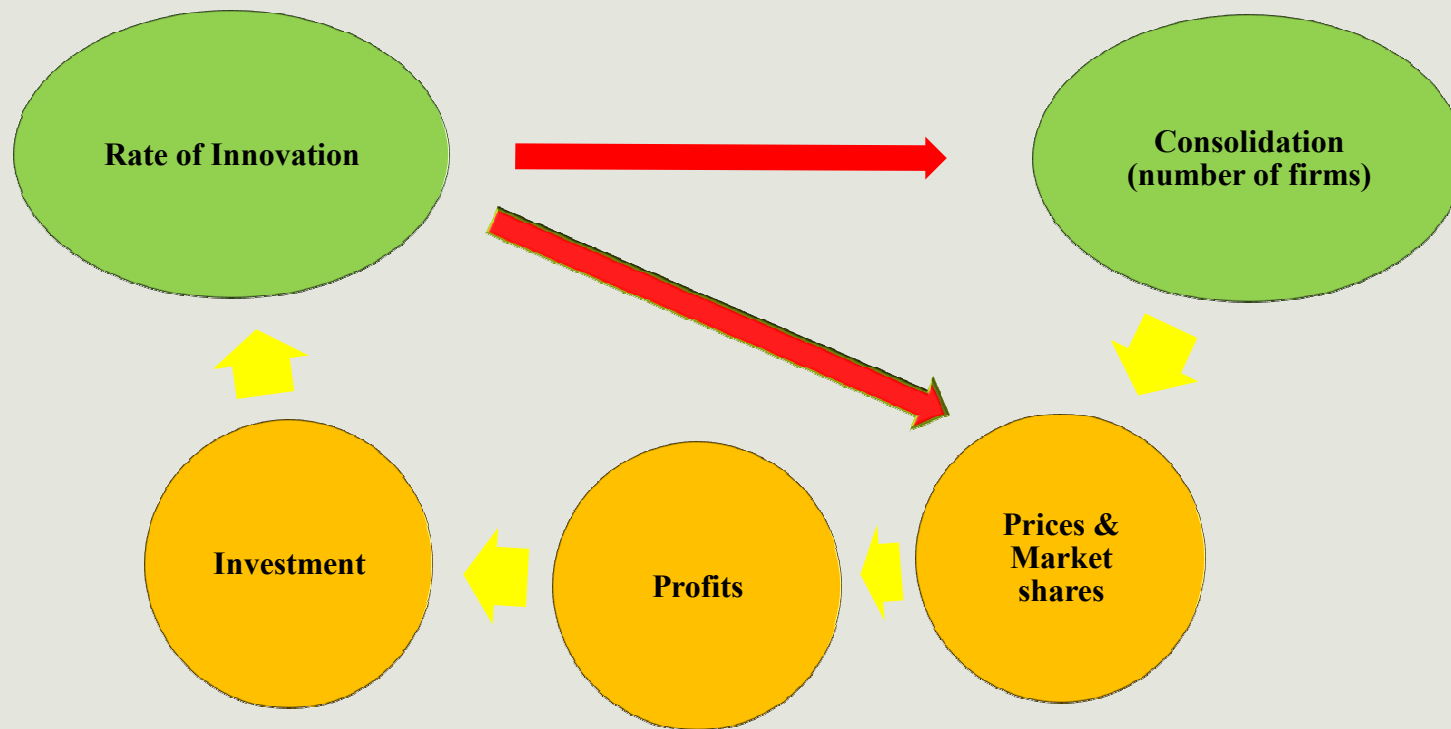 Rate of Innovation
Consolidation
(number of firms)
Investment
Profits
Prices &
Market
shares